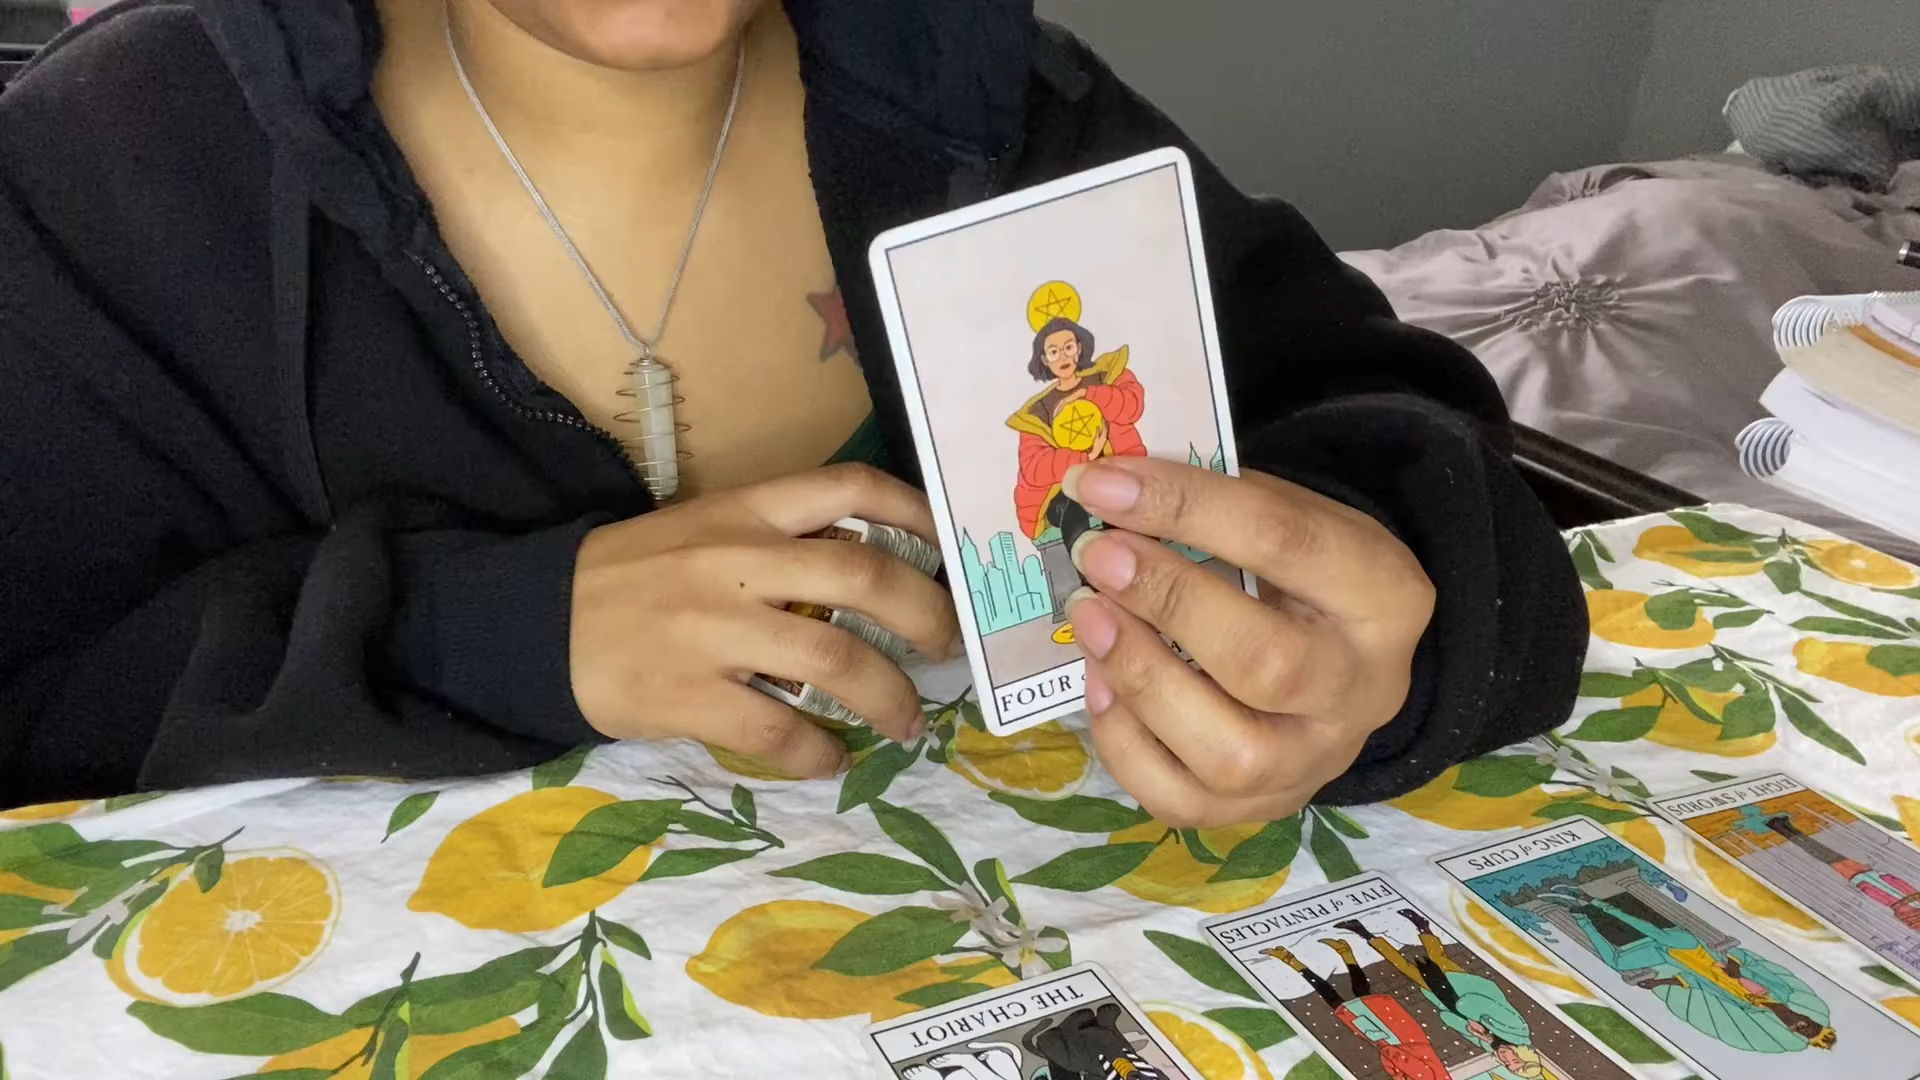 FOUR
EIGHT of SWORDS
KING of CUPS
FIVE of PENTACLES
THE CHARIOT